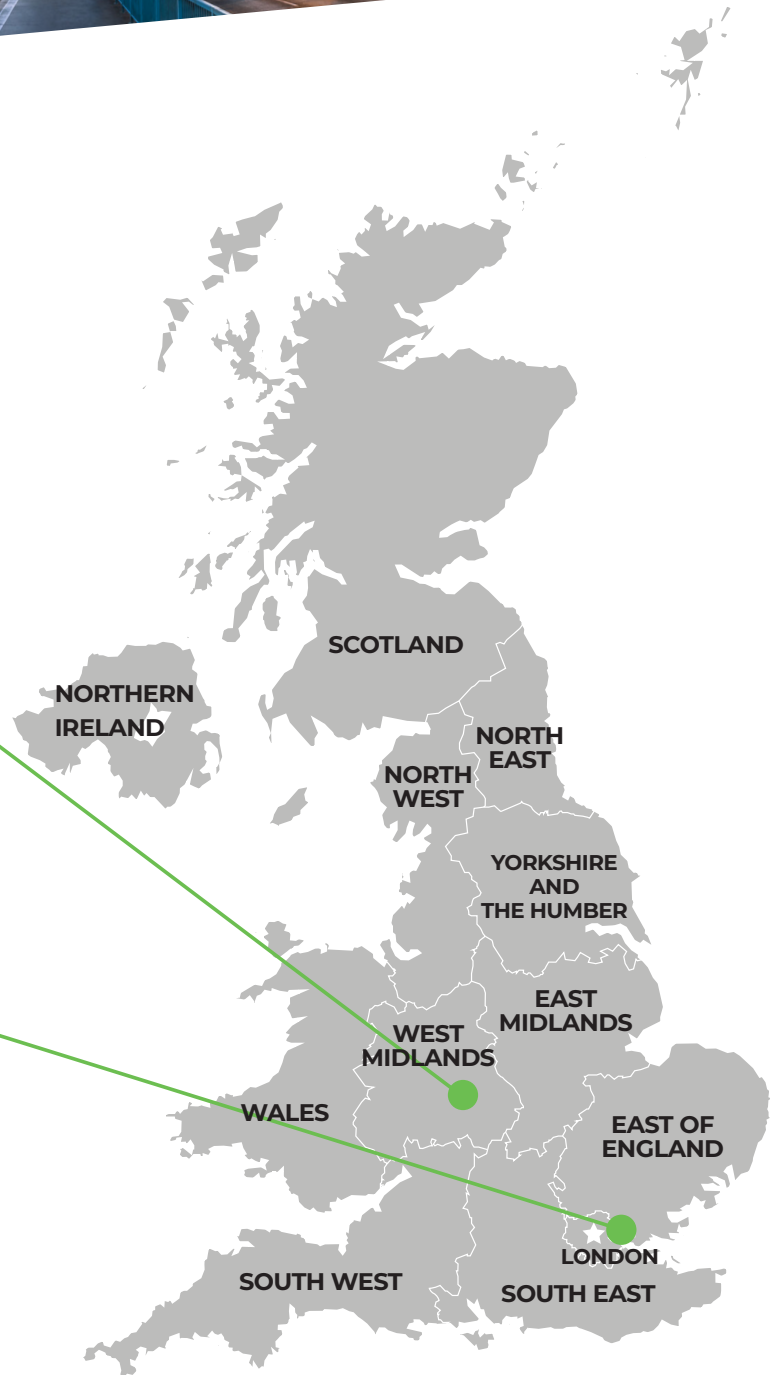 SCOTLAND
NORTHERN
IRELAND
NORTH
EAST
NORTH
WEST
YORKSHIRE
AND
THE HUMBER
EAST
MIDLANDS
WEST
MIDLANDS
WALES
EAST OF
ENGLAND
LONDON
SOUTH WEST
SOUTH EAST